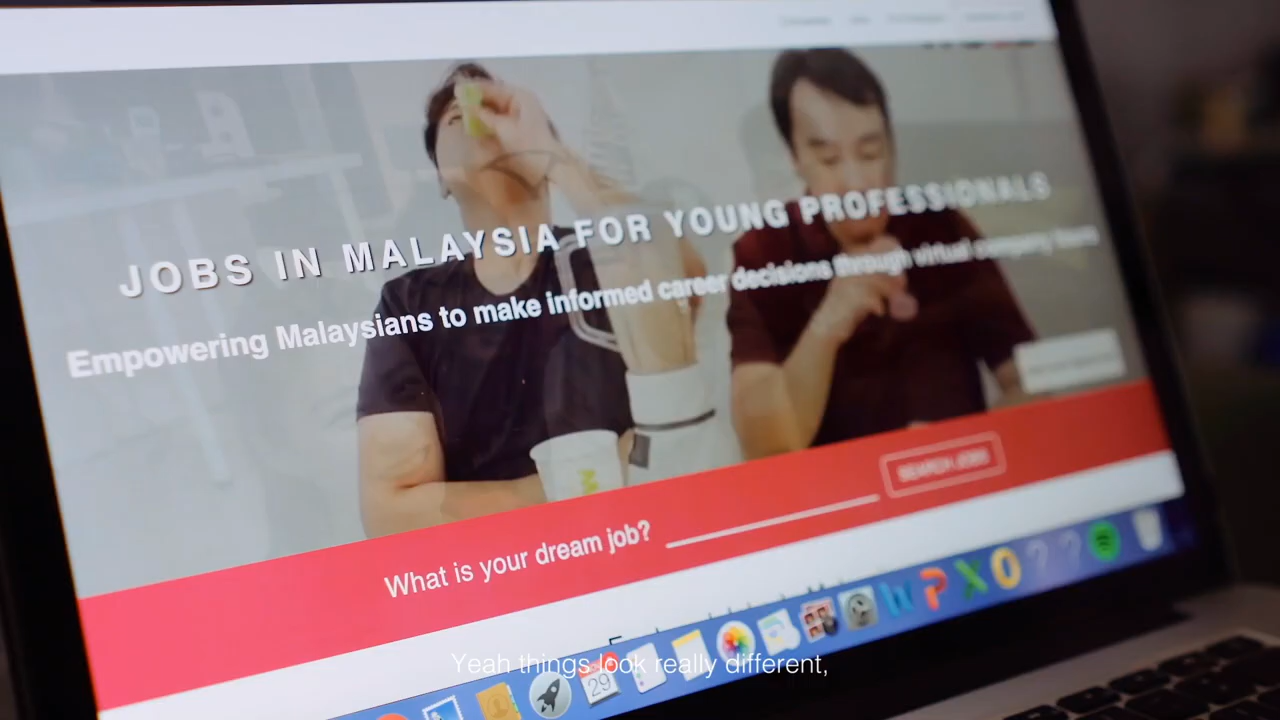 JOBS IN MALAYSIA FOR YOUNG PROFESSIONALS
Empowering Malaysians to make informed career decisions through virtual company tours
What is your dream job?
SEARCH JOBS
29
Yeah things look really different,